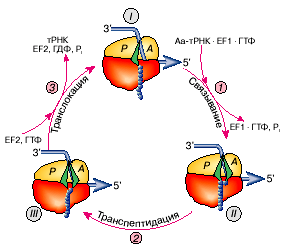 I
тРНК
EF2, ГДФ, Pi
3'
P A
5'
Аа-тРНК · EF1 · ГТФ
3
Транслокация
1
Связывание
EF2, ГТФ
EF1 · ГТФ, Pi
3'
P A
5'
III
3'
P A
5'
II
Транспептидация
2